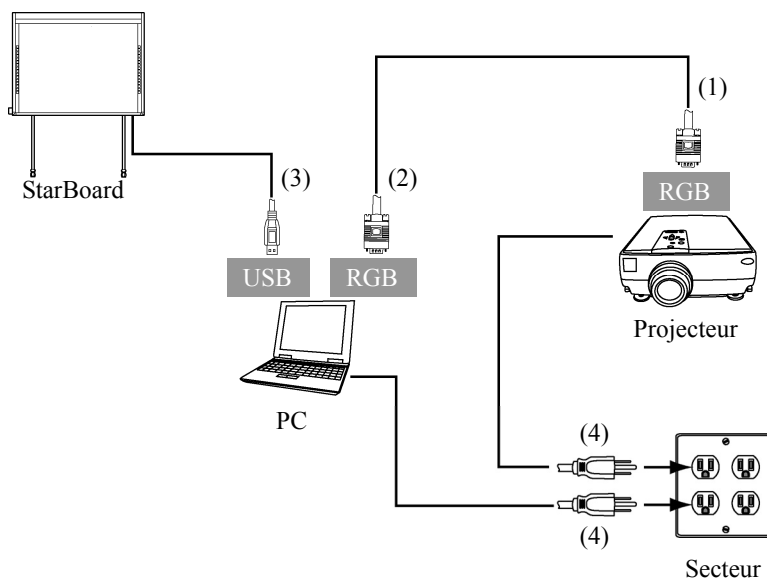 (1)
(3)
(2)
StarBoard
RGB
USB
RGB
Projecteur
PC
(4)
(4)
Secteur